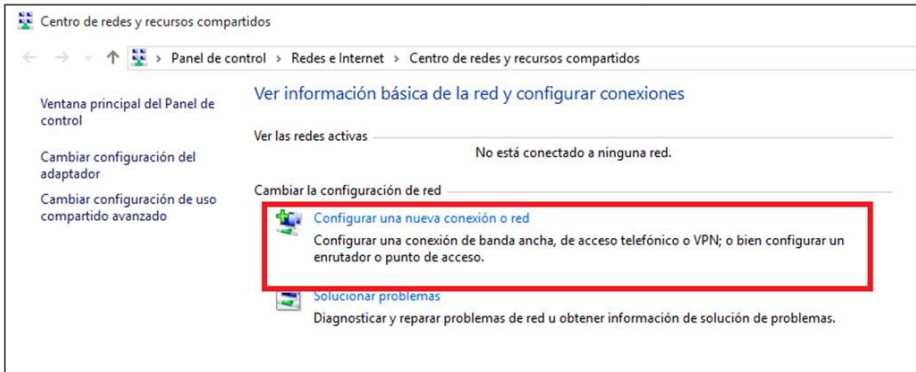 Centro de redes y recursos compartidos
Panel de control > Redes e Internet > Centro de redes y recursos compartidos
Ventana principal del Panel de
control
Cambiar configuración del
adaptador
Cambiar configuración de uso
compartido avanzado
Ver información básica de la red y configurar conexiones
Ver las redes activas
No está conectado a ninguna red.
Cambiar la configuración de red
Configurar una nueva conexión o red
Configurar una conexión de banda ancha, de acceso telefónico o VPN; o bien configurar un
enrutador o punto de acceso.
Solucionar problemas
Diagnosticar y reparar problemas de red u obtener información de solución de problemas.